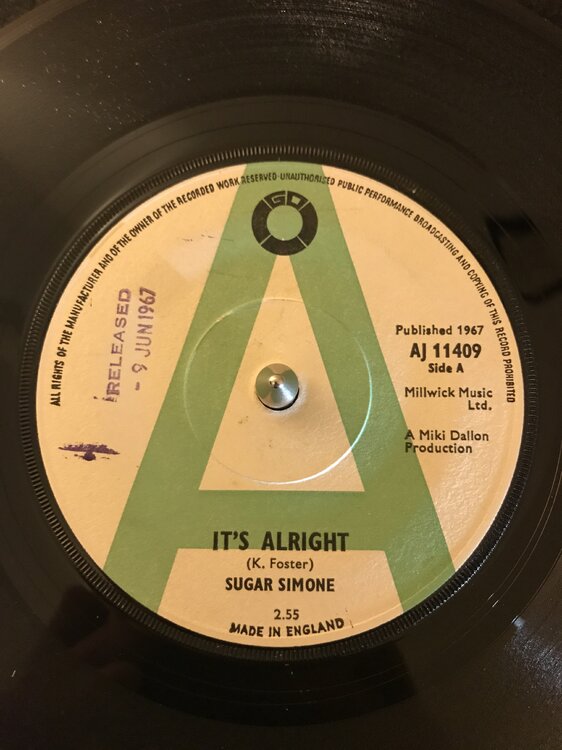 ALL RIGHTS OF THE MANUFACTURER AND OF THE OWNER OF THE RECORDED WORK RESERVED·UNAUTHORISED PUBLIC PERFORMANCE BROADCASTING AND COPYING OF THIS RECORD PROHIBITED
GO
A
RELEASED
- 9 JUN 1967
Published 1967
AJ 11409
Side A
Millwick Music
Ltd.
A Miki Dallon
Production
IT'S ALRIGHT
(K. Foster)
SUGAR SIMONE
2.55
MADE IN ENGLAND